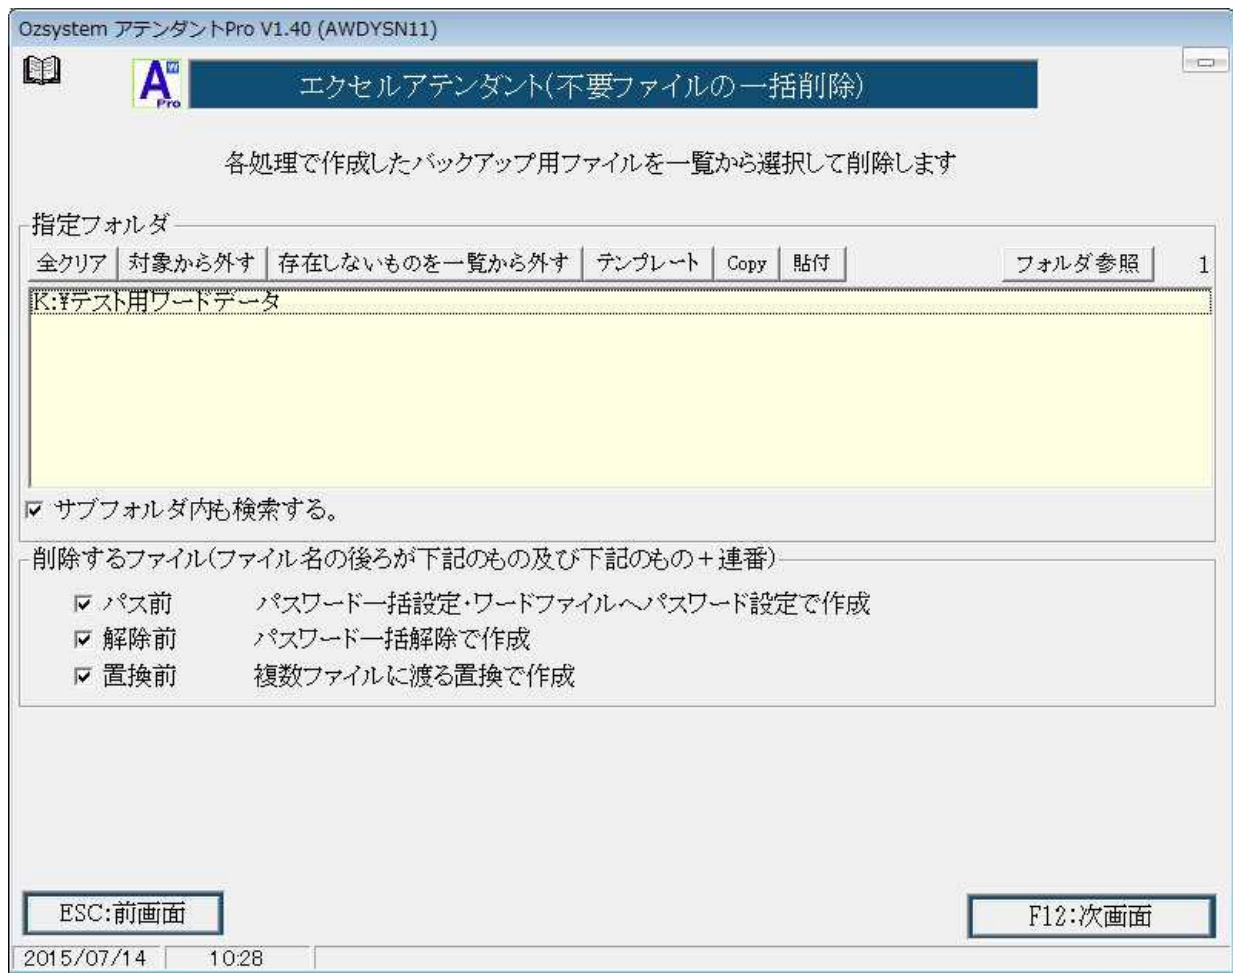 Ozsystem アテンダントPro V1.40 (AWDYSN11)
A W Pro
エクセルアテンダント(不要ファイルの一括削除)
各処理で作成したバックアップ用ファイルを一覧から選択して削除します
指定フォルダ
全クリア 対象から外す 存在しないものを一覧から外す テンプレート Copy 貼付 フォルダ参照 1
K:¥テスト用ワードデータ
サブフォルダ内も検索する。
削除するファイル(ファイル名の後ろが下記のもの及び下記のもの+連番)
パス前 パスワード一括設定・ワードファイルへパスワード設定で作成
解除前 パスワード一括解除で作成
置換前 複数ファイルに渡る置換で作成
ESC:前画面 F12:次画面
2015/07/14 10:28